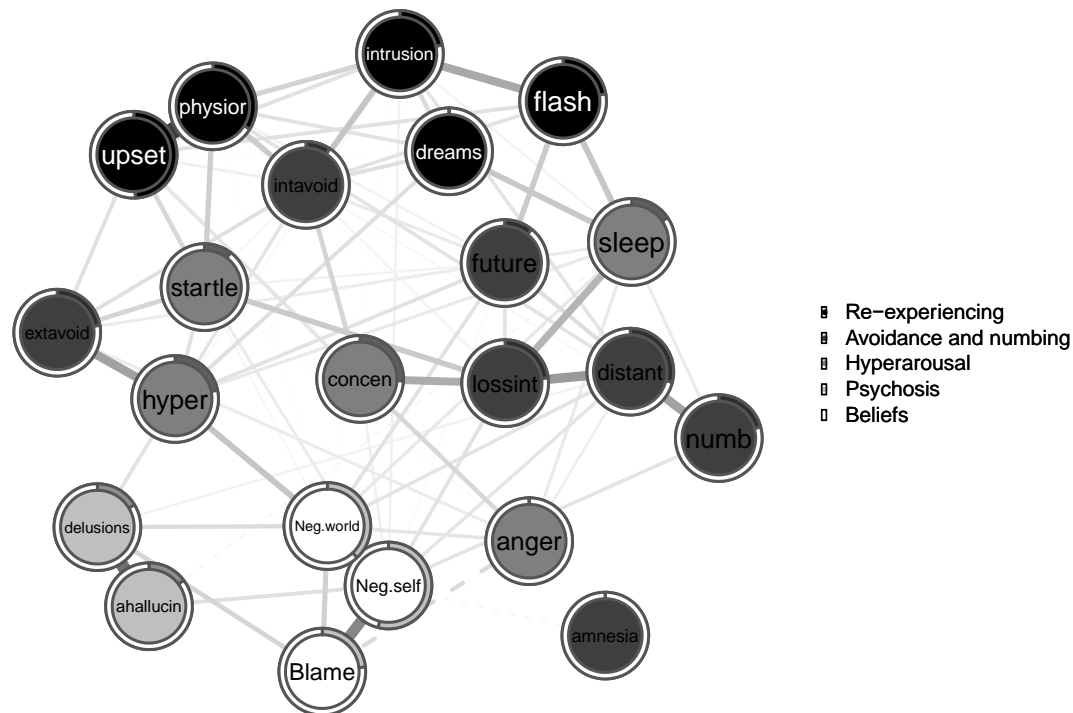 intrusion
flash
physior
upset
dreams
intavoid
sleep
future
startle
extavoid
concen
lossint
distant
hyper
numb
delusions
Neg.world
anger
Neg.self
ahallucin
amnesia
Blame
Re−experiencing
Avoidance and numbing
Hyperarousal
Psychosis
Beliefs